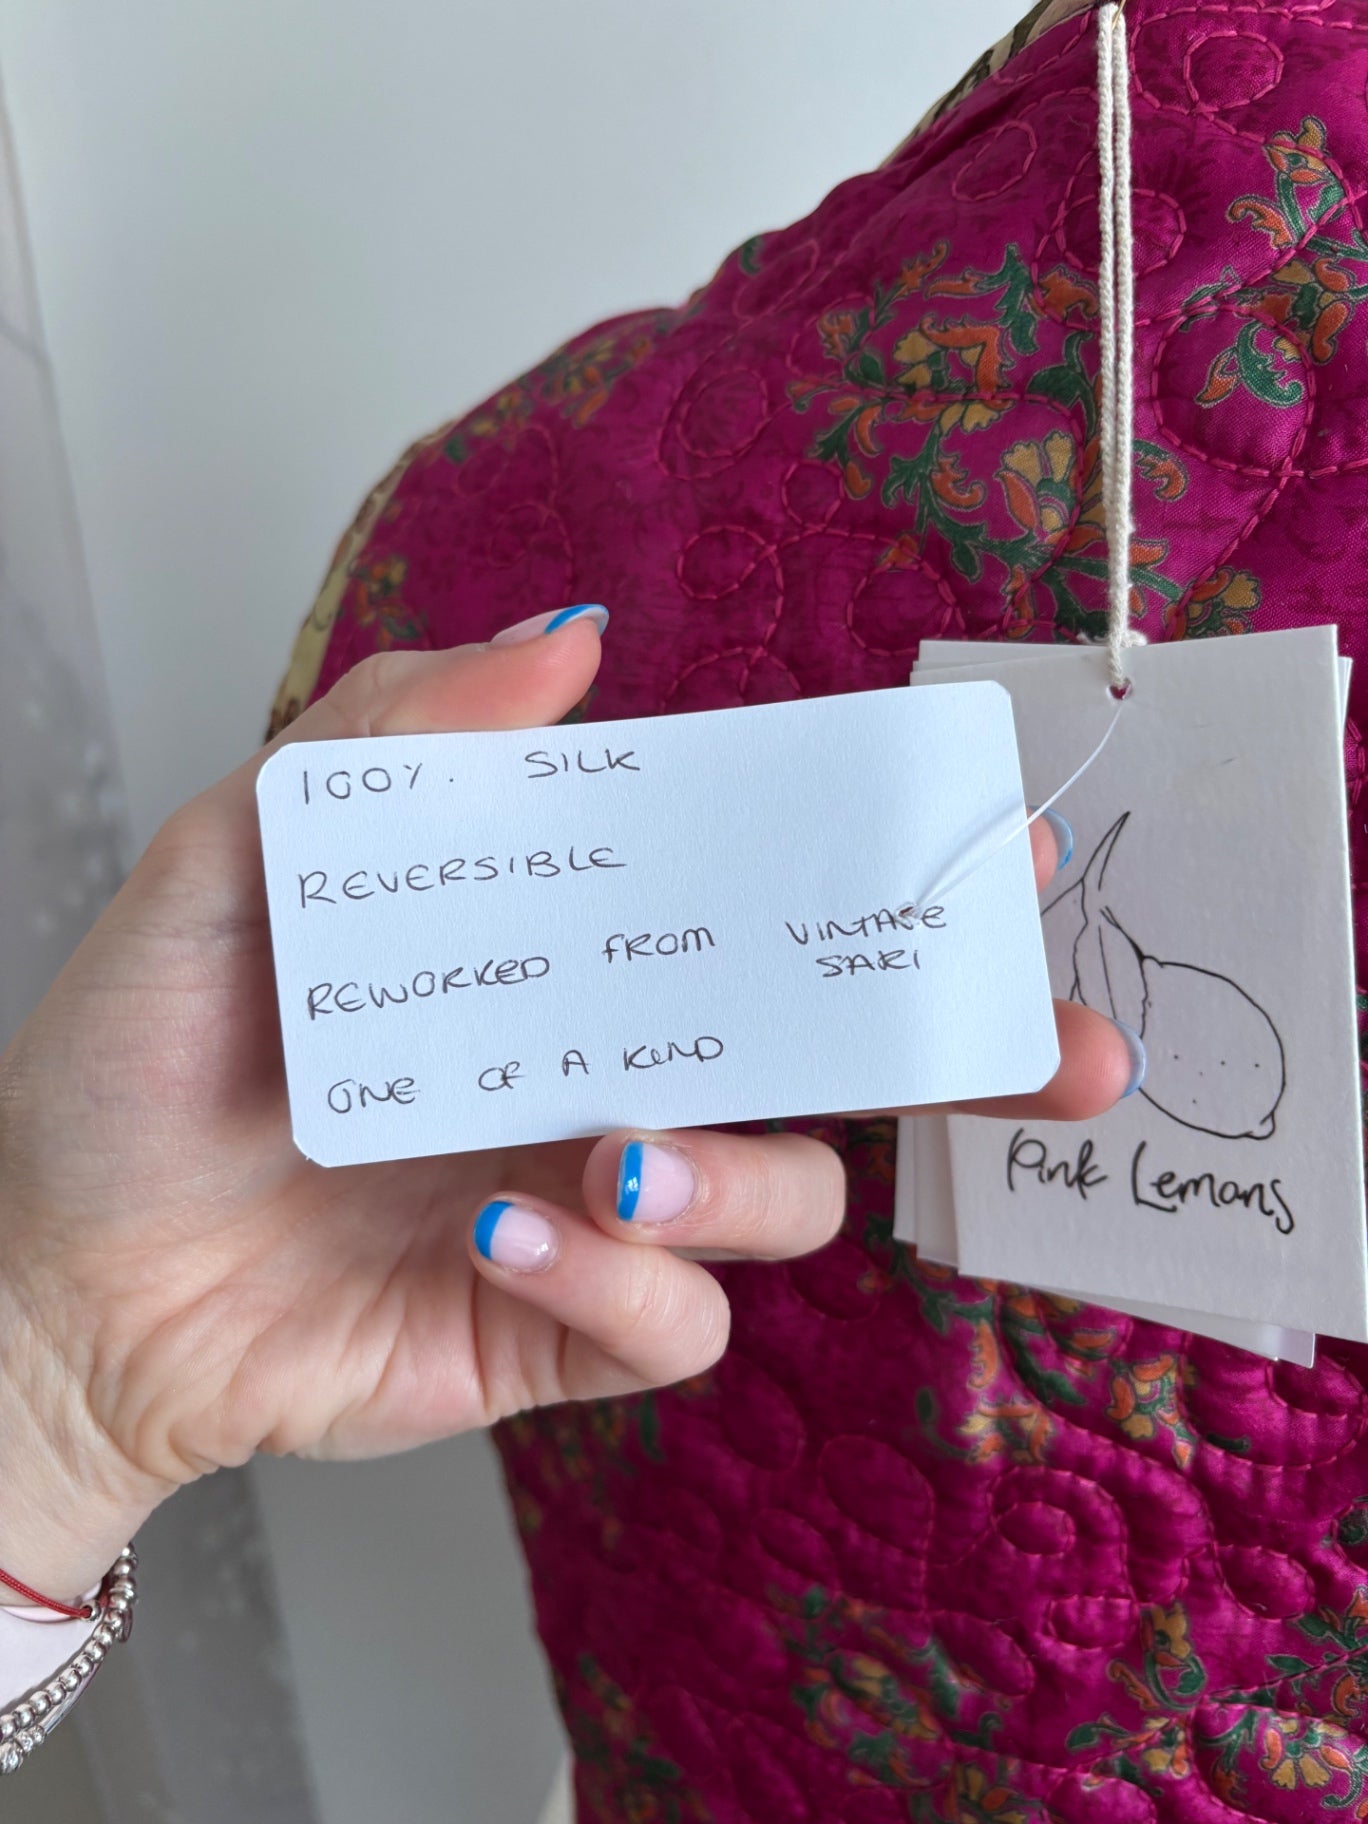 100%. SILK
REVERSIBLE
REWORKED FROM VINTAGE
SARI
ONE OF A KIND
Pink Lemons